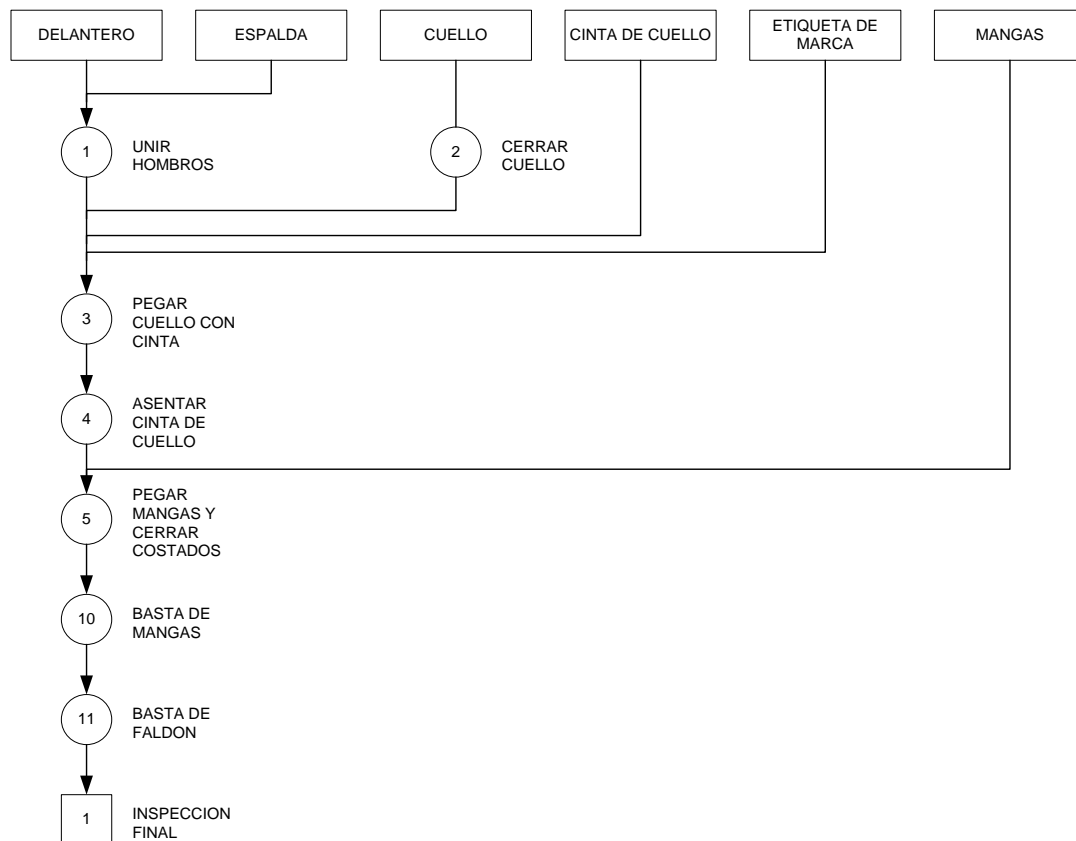 DELANTERO
ESPALDA
CUELLO
CINTA DE CUELLO
ETIQUETA DE
MARCA
MANGAS
1
UNIR
HOMBROS
2
CERRAR
CUELLO
3
PEGAR
CUELLO CON
CINTA
4
ASENTAR
CINTA DE
CUELLO
5
PEGAR
MANGAS Y
CERRAR
COSTADOS
10
BASTA DE
MANGAS
11
BASTA DE
FALDON
1
INSPECCION
FINAL